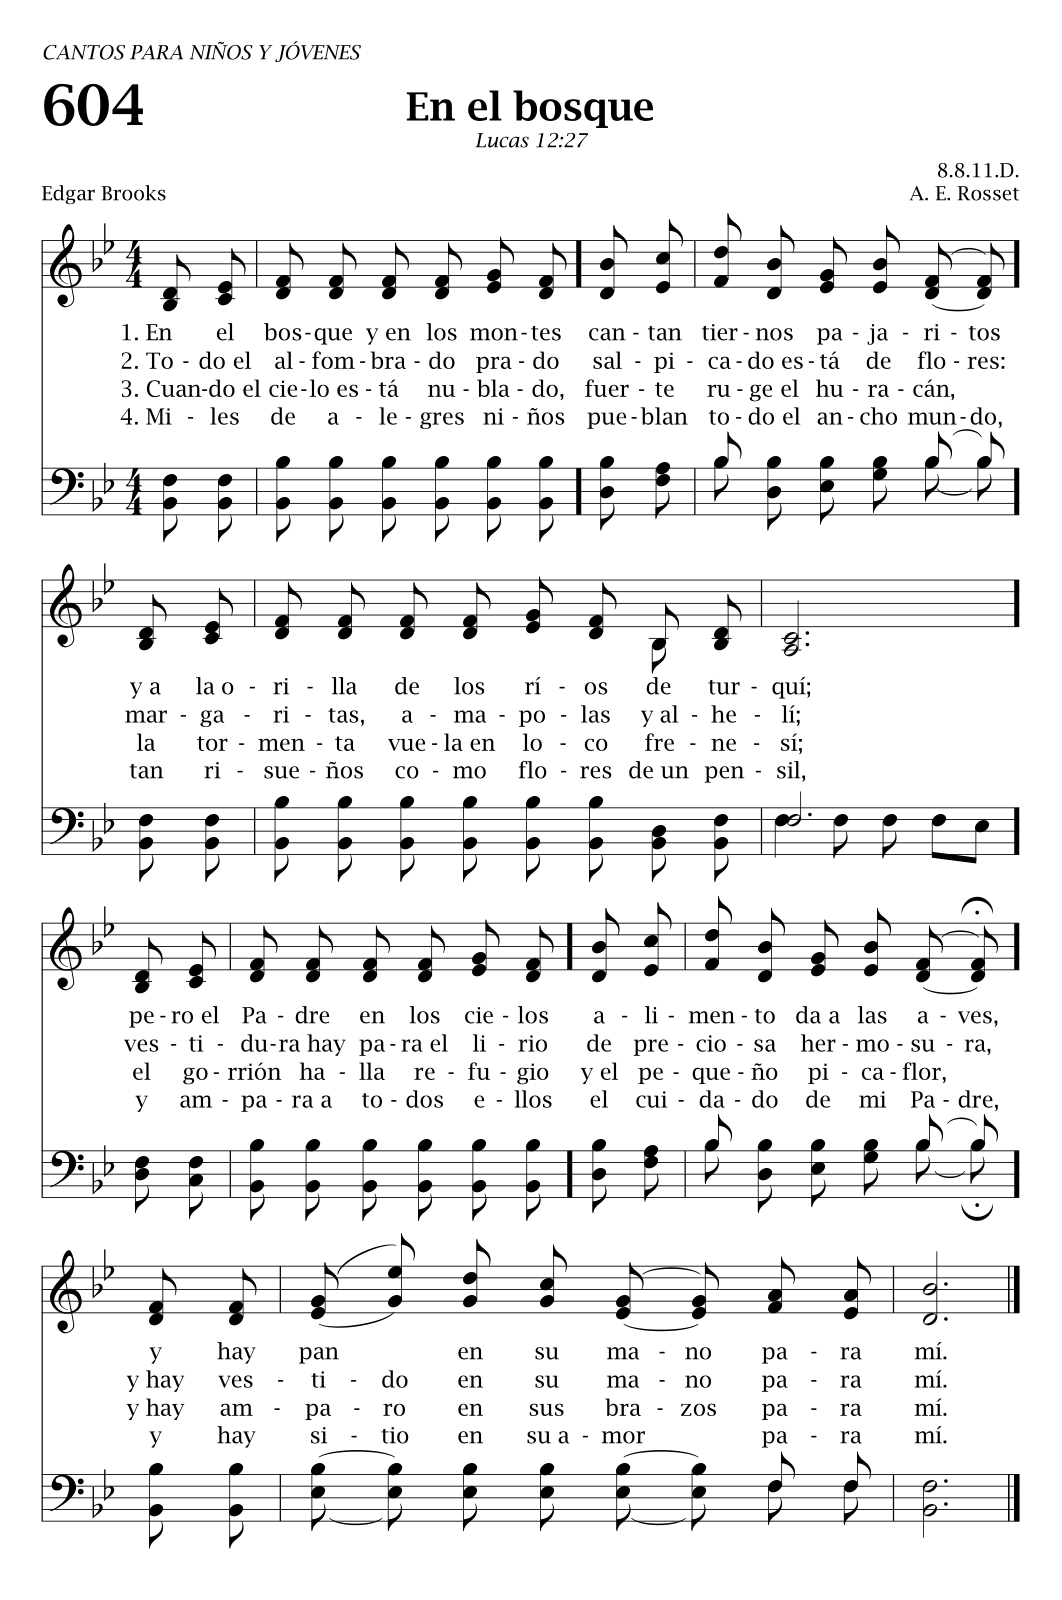 CANTOS PARA NIÑOS Y JÓVENES
604
En el bosque
Lucas 12:27
8.8.11.D.
Edgar Brooks A. E. Rosset
1. En el bos - que y en los mon - tes can - tan tier - nos pa - ja - ri - tos
2. To - do el al - fom - bra - do pra - do sal - pi - ca - do es - tá de flo - res:
3. Cuan - do el cie - lo es - tá nu - bla - do, fuer - te ru - ge el hu - ra - cán,
4. Mi - les de a - le - gres ni - ños pue - blan to - do el an - cho mun - do,
y a la o - ri - lla de los rí - os de tur - quí;
mar - ga - ri - tas, a - ma - po - las y al - he - lí;
la tor - men - ta vue - la en lo - co fre - ne - sí;
tan ri - sue - ños co - mo flo - res de un pen - sil,
pe - ro el Pa - dre en los cie - los a - li - men - to da a las a - ves,
ves - ti - du - ra hay pa - ra el li - rio de pre - cio - sa her - mo - su - ra,
el go - rrión ha - lla re - fu - gio y el pe - que - ño pi - ca - flor,
y am - pa - ra a to - dos e - llos el cui - da - do de mi Pa - dre,
y hay pan en su ma - no pa - ra mí.
y hay ves - ti - do en su ma - no pa - ra mí.
y hay am - pa - ro en sus bra - zos pa - ra mí.
y hay si - tio en su a - mor pa - ra mí.